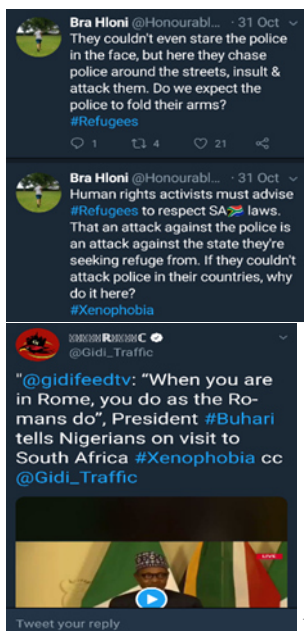 Bra Hloni @Honourabl... · 31 Oct
They couldn't even stare the police
in the face, but here they chase
police around the streets, insult &
attack them. Do we expect the
police to fold their arms?
#Refugees
1 4 21
Bra Hloni @Honourabl... · 31 Oct
Human rights activists must advise
#Refugees to respect SA🇿🇦 laws.
That an attack against the police is
an attack against the state they're
seeking refuge from. If they couldn't
attack police in their countries, why
do it here?
#Xenophobia
@Gidi_Traffic
"@gidifeedtv: “When you are
in Rome, you do as the Ro-
mans do”, President #Buhari
tells Nigerians on visit to
South Africa #Xenophobia cc
@Gidi_Traffic
LIVE
Tweet your reply